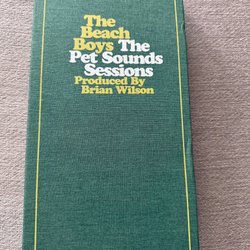 The
Beach
Boys The
Pet Sounds
Sessions
Produced By
Brian Wilson